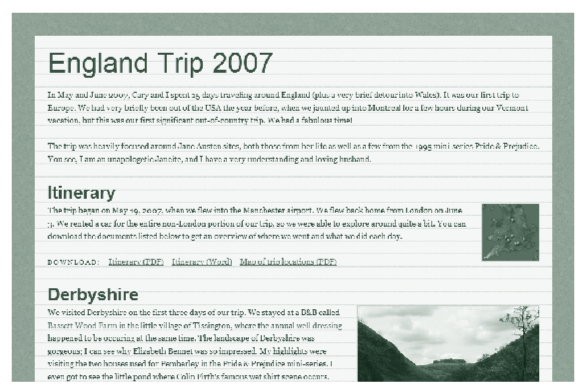 England Trip 2007
In May and June 2007, Cary and I spent 25 days traveling around England (plus a very brief detour into Wales). It was our first trip to
Europe. We had very briefly been out of the USA the year before, when we jaunted up into Montreal for a few hours during our Vermont
vacation, but this was our first significant out-of-country trip. We had a fabulous time!
The trip was heavily focused around Jane Austen sites, both those from her life as well as a few from the 1995 mini-series Pride & Prejudice.
You see, I am an unapologetic Janeite, and I have a very understanding and loving husband.
Itinerary
The trip began on May 19, 2007, when we flew into the Manchester airport. We flew back home from London on June
. We rented a car for the entire non-London portion of our trip, so we were able to explore around quite a bit. You can
download the documents listed below to get an overview of where we went and what we did each day.
DOWNLOAD: Itinerary (PDF) Itinerary (Word) Map of trip locations (PDF)
Derbyshire
We visited Derbyshire on the first three days of our trip. We stayed at a B&B called
Bassett Wood Farm in the little village of Tissington, where the annual well dressing
happened to be occuring at the same time. The landscape of Derbyshire was
gorgeous; I can see why Elizabeth Bennet was so impressed. My highlights were
visiting the two houses used for Pemberley in the Pride & Prejudice mini-series. I
even got to see the little pond where Colin Firth's famous wet shirt scene occurs.